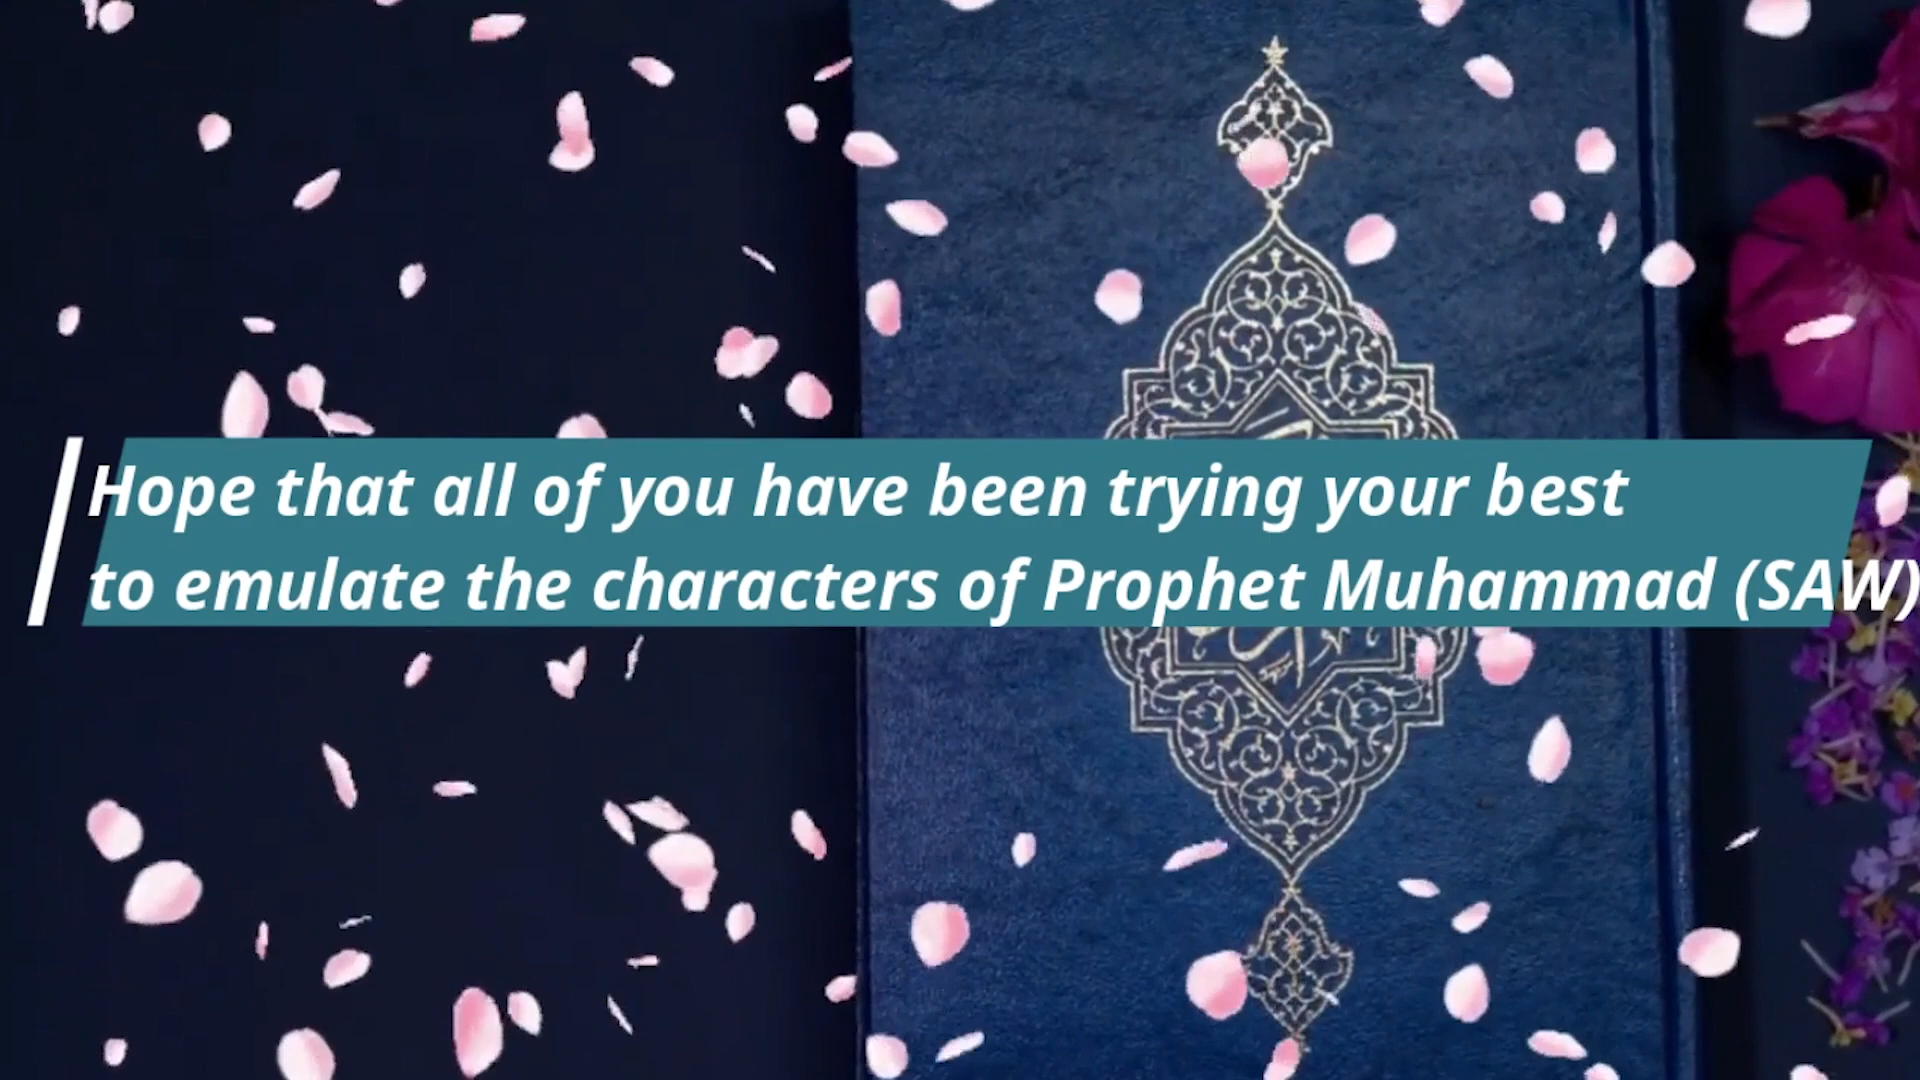 Hope that all of you have been trying your best
to emulate the characters of Prophet Muhammad (SAW)